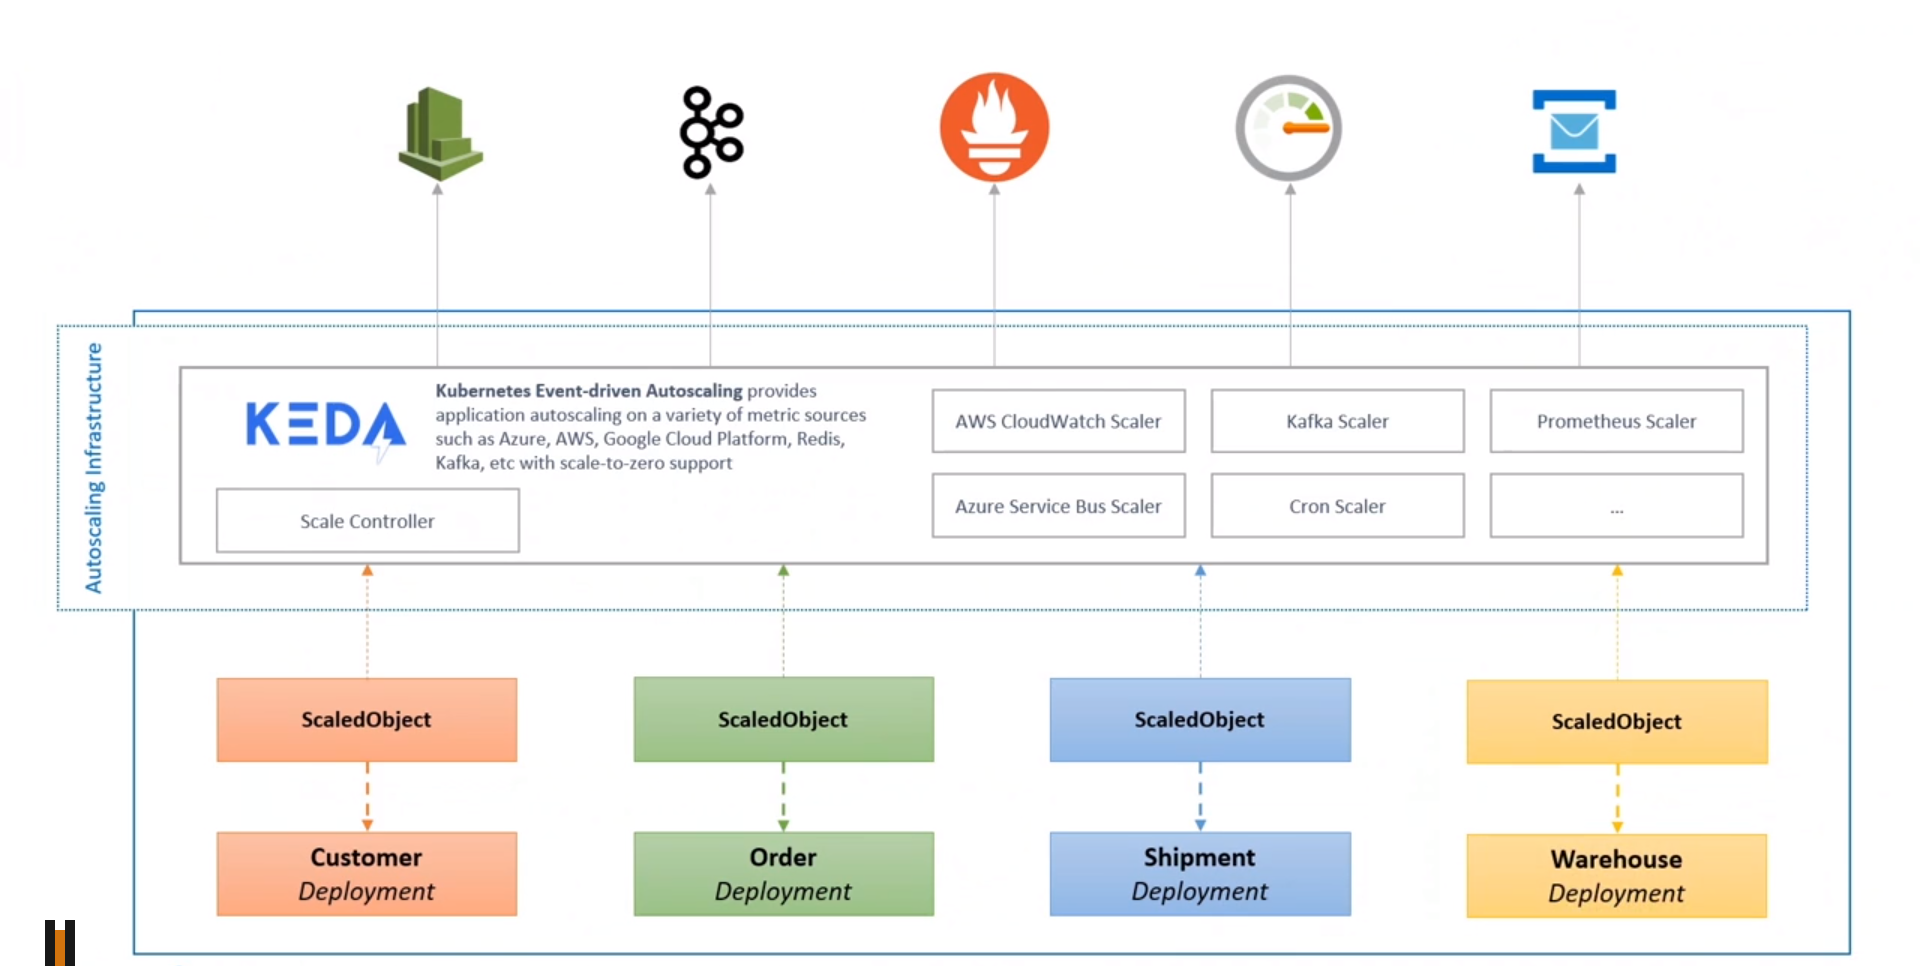 Autoscaling Infrastructure
KEDA
Kubernetes Event-driven Autoscaling provides
application autoscaling on a variety of metric sources
such as Azure, AWS, Google Cloud Platform, Redis,
Kafka, etc with scale-to-zero support
Scale Controller
AWS CloudWatch Scaler
Kafka Scaler
Prometheus Scaler
Azure Service Bus Scaler
Cron Scaler
...
ScaledObject
ScaledObject
ScaledObject
ScaledObject
Customer
Deployment
Order
Deployment
Shipment
Deployment
Warehouse
Deployment